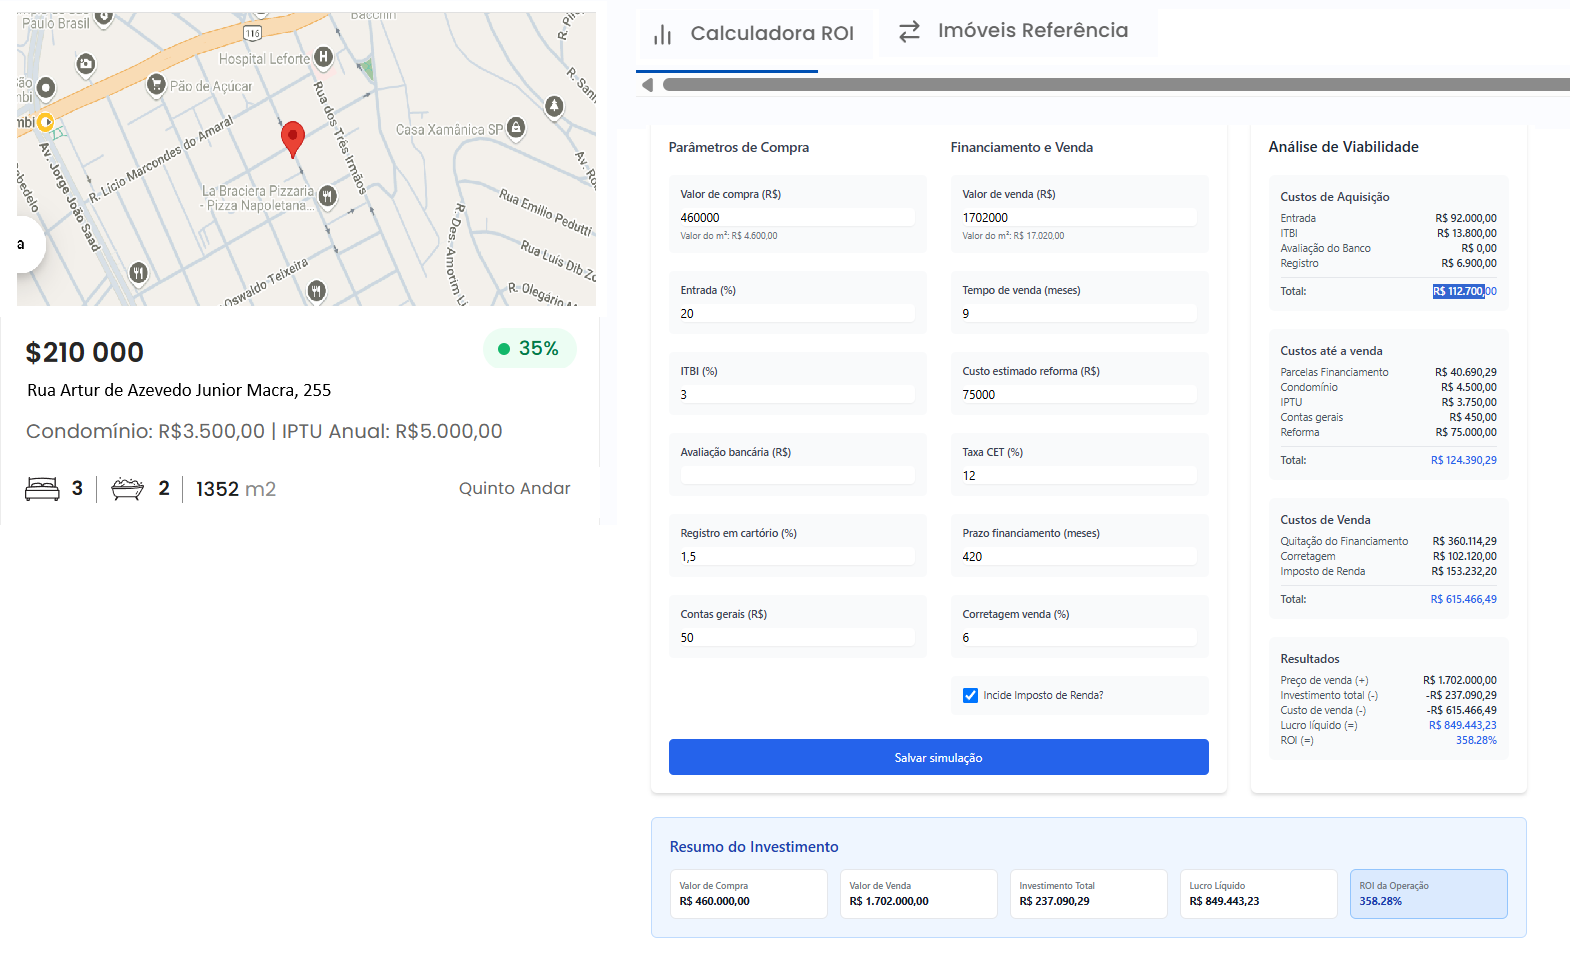 Paulo Brasil
116
Bacchin
Hospital Leforte
Pão de Açúcar
Casa Xamânica SP
R. Licio Marcondes do Amaral
Rua dos Três Irmãos
Av. Jorge João Saad
La Braciera Pizzaria
- Pizza Napoletana...
Rua Emilio Pedutti
Rua Luís Dib Zo
R. Des. Amorim Li
R. Olegário M
Oswaldo Teixeira
a
$210 000
35%
Rua Artur de Azevedo Junior Macra, 255
Condomínio: R$3.500,00 | IPTU Anual: R$5.000,00
3
2
1352 m2
Quinto Andar
Calculadora ROI
Imóveis Referência
Parâmetros de Compra
Valor de compra (R$)
460000
Valor do m²: R$ 4.600,00
Entrada (%)
20
ITBI (%)
3
Avaliação bancária (R$)
Registro em cartório (%)
1,5
Contas gerais (R$)
50
Financiamento e Venda
Valor de venda (R$)
1702000
Valor do m²: R$ 17.020,00
Tempo de venda (meses)
9
Custo estimado reforma (R$)
75000
Taxa CET (%)
12
Prazo financiamento (meses)
420
Corretagem venda (%)
6
Incide Imposto de Renda?
Salvar simulação
Análise de Viabilidade
Custos de Aquisição
Entrada R$ 92.000,00
ITBI R$ 13.800,00
Avaliação do Banco R$ 0,00
Registro R$ 6.900,00
Total: R$ 112.700,00
Custos até a venda
Parcelas Financiamento R$ 40.690,29
Condomínio R$ 4.500,00
IPTU R$ 3.750,00
Contas gerais R$ 450,00
Reforma R$ 75.000,00
Total: R$ 124.390,29
Custos de Venda
Quitação do Financiamento R$ 360.114,29
Corretagem R$ 102.120,00
Imposto de Renda R$ 153.232,20
Total: R$ 615.466,49
Resultados
Preço de venda (+) R$ 1.702.000,00
Investimento total (-) -R$ 237.090,29
Custo de venda (-) -R$ 615.466,49
Lucro líquido (=) R$ 849.443,23
ROI (=) 358.28%
Resumo do Investimento
Valor de Compra
R$ 460.000,00
Valor de Venda
R$ 1.702.000,00
Investimento Total
R$ 237.090,29
Lucro Líquido
R$ 849.443,23
ROI da Operação
358.28%